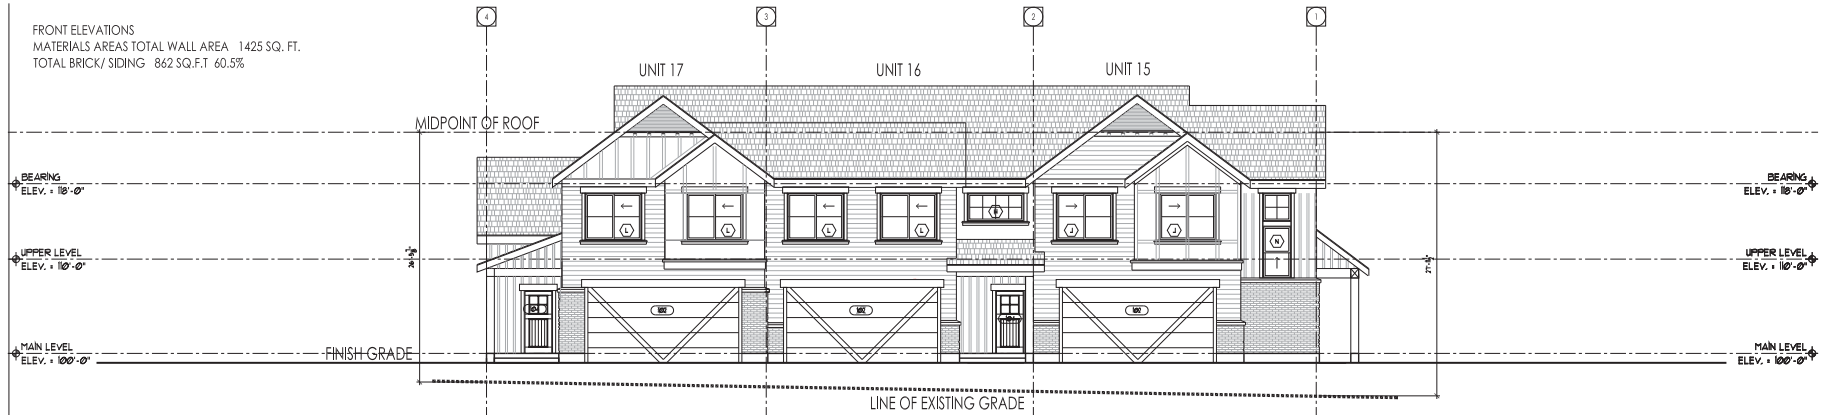 4
3
2
1
FRONT ELEVATIONS
MATERIALS AREAS TOTAL WALL AREA 1425 SQ. FT.
TOTAL BRICK/ SIDING 862 SQ.F.T 60.5%
UNIT 17
UNIT 16
UNIT 15
MIDPOINT OF ROOF
BEARING
ELEV. = 118'-0"
BEARING
ELEV. = 118'-0"
L
L
L
L
J
J
N
UPPER LEVEL
ELEV. = 110'-0"
UPPER LEVEL
ELEV. = 110'-0"
102
102
102
MAIN LEVEL
ELEV. = 100'-0"
FINISH GRADE
MAIN LEVEL
ELEV. = 100'-0"
LINE OF EXISTING GRADE